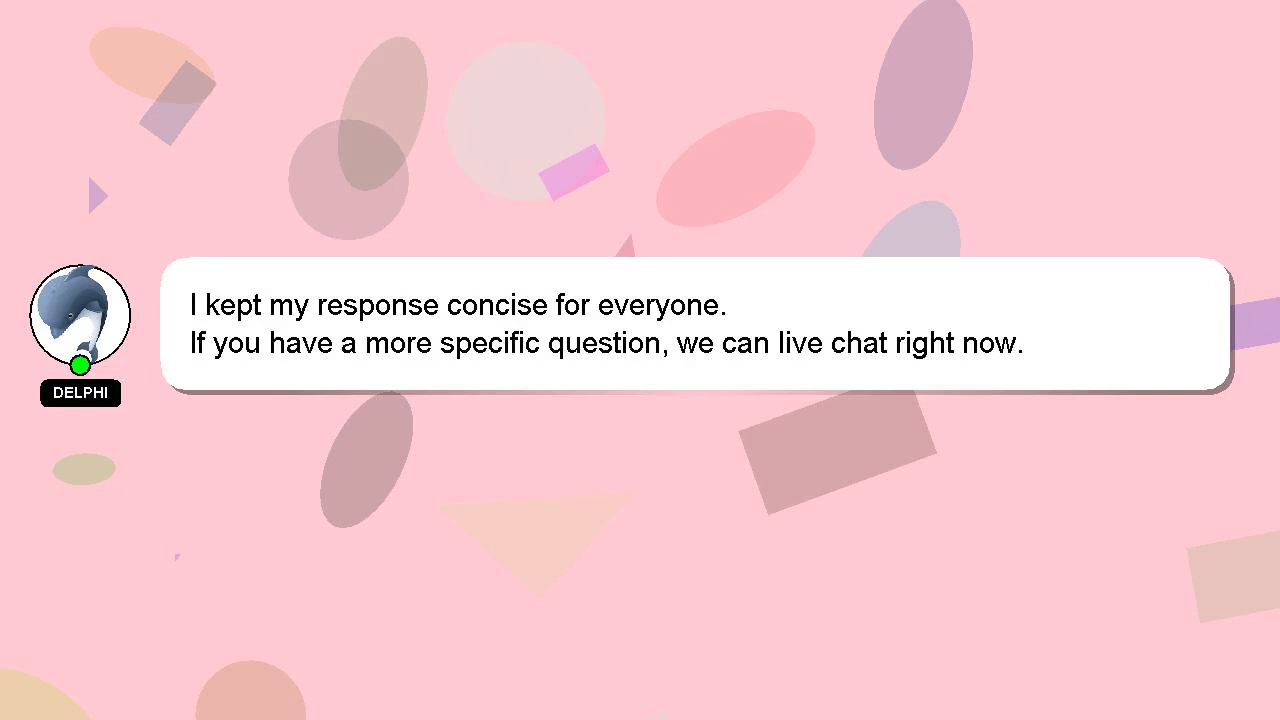 I kept my response concise for everyone.
If you have a more specific question, we can live chat right now.
DELPHI